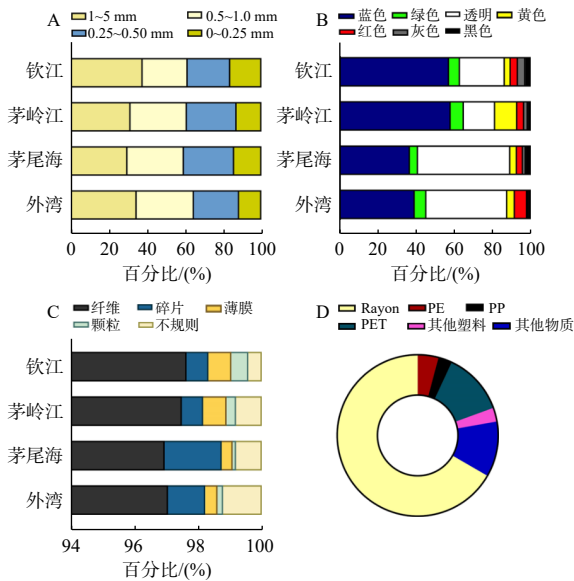 A
1~5 mm 0.5~1.0 mm
0.25~0.50 mm 0~0.25 mm
钦江
茅岭江
茅尾海
外湾
0 20 40 60 80 100
百分比/(%)
B
蓝色 绿色 透明 黄色
红色 灰色 黑色
钦江
茅岭江
茅尾海
外湾
0 20 40 60 80 100
百分比/(%)
C
纤维 碎片 薄膜
颗粒 不规则
钦江
茅岭江
茅尾海
外湾
94 96 98 100
百分比/(%)
D
Rayon PE PP
PET 其他塑料 其他物质